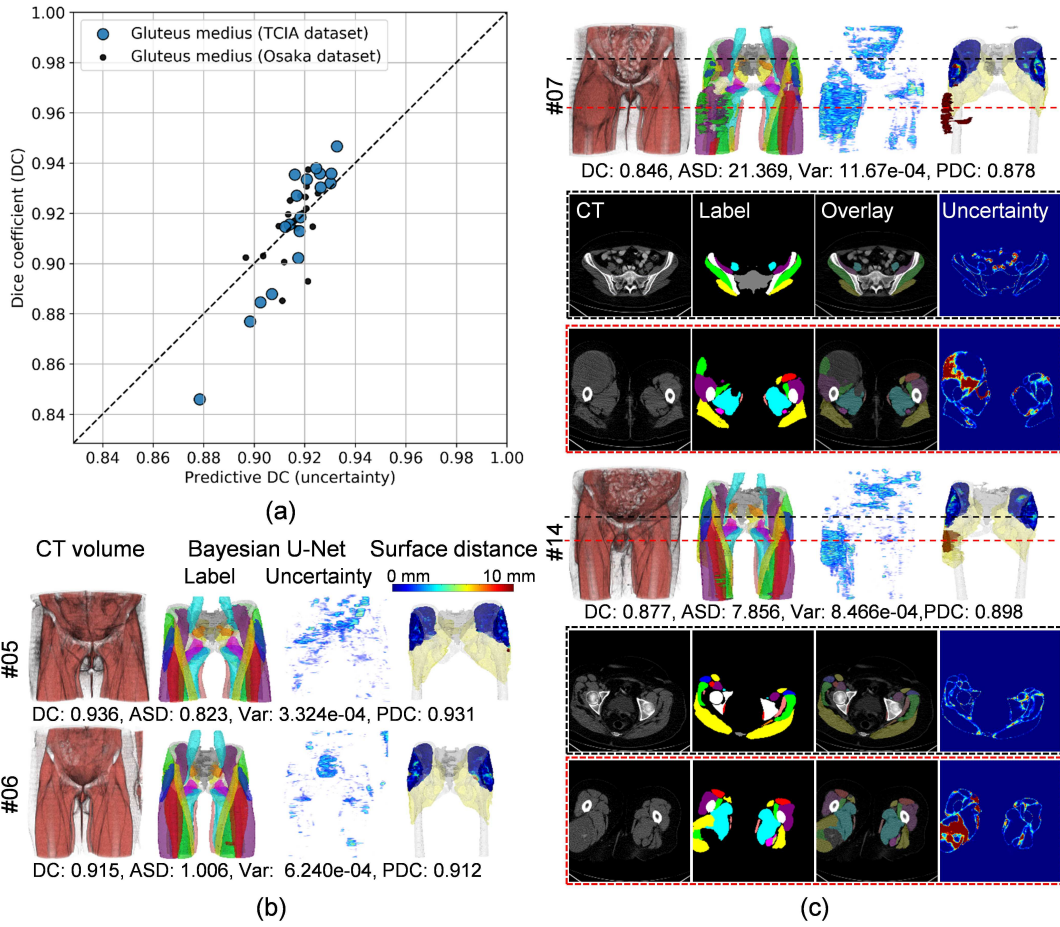 1.00
0.98
0.96
0.94
0.92
0.90
0.88
0.86
0.84
Dice coefficient (DC)
Gluteus medius (TCIA dataset)
Gluteus medius (Osaka dataset)
0.84 0.86 0.88 0.90 0.92 0.94 0.96 0.98 1.00
Predictive DC (uncertainty)
(a)
CT volume Bayesian U-Net Surface distance
Label Uncertainty 0 mm 10 mm
#05
DC: 0.936, ASD: 0.823, Var: 3.324e-04, PDC: 0.931
#06
DC: 0.915, ASD: 1.006, Var: 6.240e-04, PDC: 0.912
(b)
#07
DC: 0.846, ASD: 21.369, Var: 11.67e-04, PDC: 0.878
CT Label Overlay Uncertainty
#14
DC: 0.877, ASD: 7.856, Var: 8.466e-04,PDC: 0.898
(c)